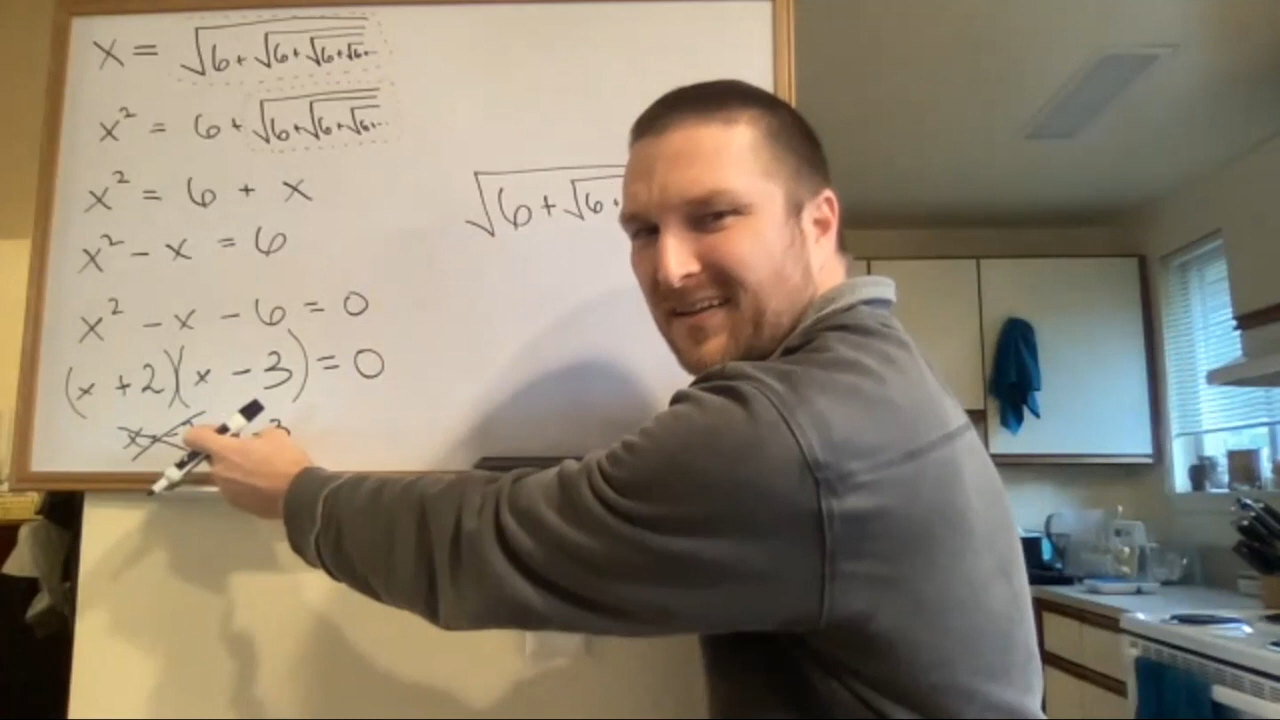 x = √6+√6+√6+√6+...
x² = 6 + √6+√6+√6+...
x² = 6 + x
x² - x = 6
x² - x - 6 = 0
(x + 2)(x - 3) = 0
3
√6 + √6